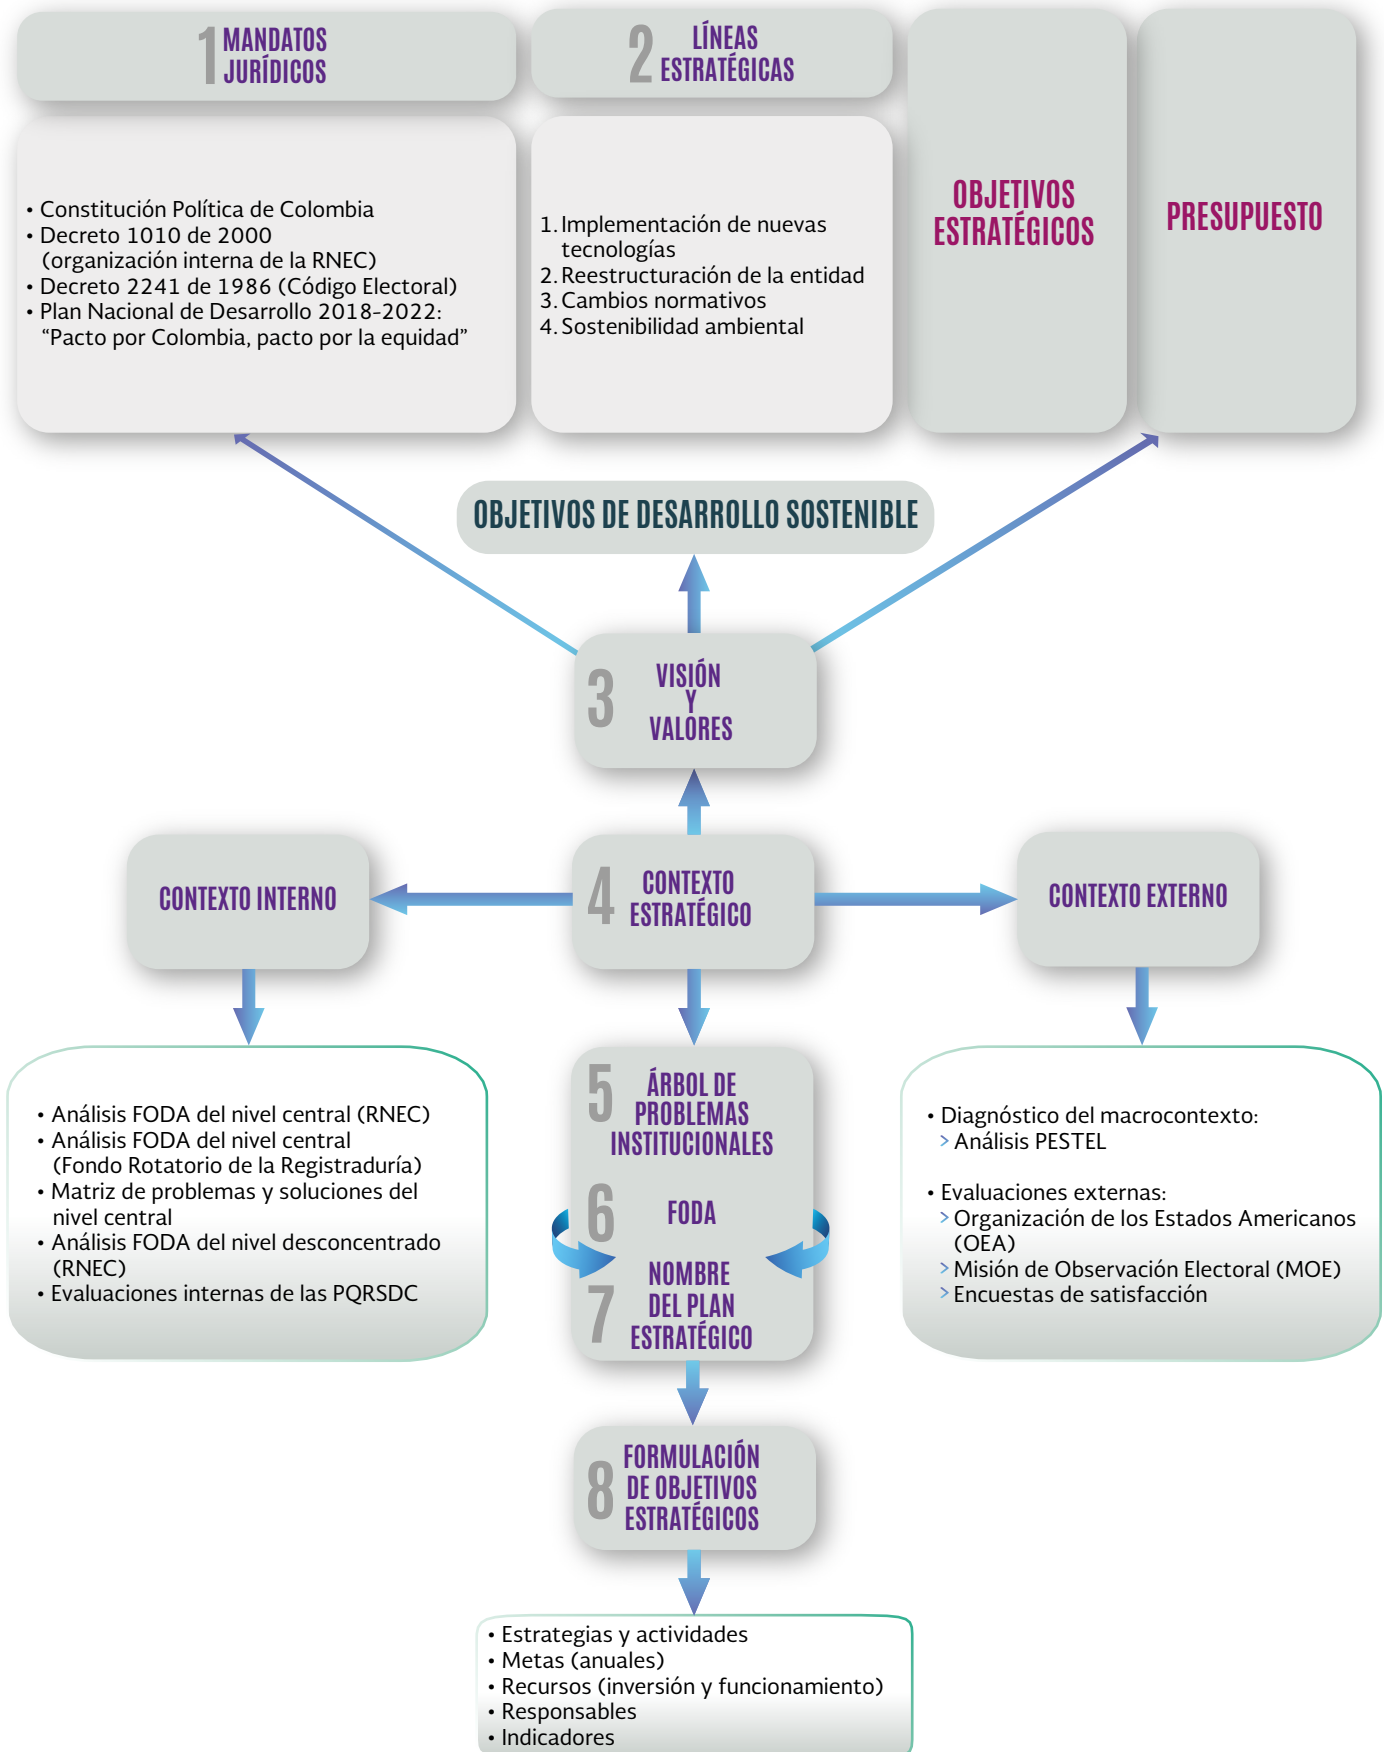 1 MANDATOS
JURÍDICOS
• Constitución Política de Colombia
• Decreto 1010 de 2000
(organización interna de la RNEC)
• Decreto 2241 de 1986 (Código Electoral)
• Plan Nacional de Desarrollo 2018-2022:
“Pacto por Colombia, pacto por la equidad”
2 LÍNEAS
ESTRATÉGICAS
1. Implementación de nuevas
tecnologías
2. Reestructuración de la entidad
3. Cambios normativos
4. Sostenibilidad ambiental
OBJETIVOS
ESTRATÉGICOS
PRESUPUESTO
OBJETIVOS DE DESARROLLO SOSTENIBLE
3 VISIÓN
Y
VALORES
CONTEXTO INTERNO
4 CONTEXTO
ESTRATÉGICO
CONTEXTO EXTERNO
• Análisis FODA del nivel central (RNEC)
• Análisis FODA del nivel central
(Fondo Rotatorio de la Registraduría)
• Matriz de problemas y soluciones del
nivel central
• Análisis FODA del nivel desconcentrado
(RNEC)
• Evaluaciones internas de las PQRSDC
5 ÁRBOL DE
PROBLEMAS
INSTITUCIONALES
6 FODA
7 NOMBRE
DEL PLAN
ESTRATÉGICO
• Diagnóstico del macrocontexto:
> Análisis PESTEL
• Evaluaciones externas:
> Organización de los Estados Americanos
(OEA)
> Misión de Observación Electoral (MOE)
> Encuestas de satisfacción
8 FORMULACIÓN
DE OBJETIVOS
ESTRATÉGICOS
• Estrategias y actividades
• Metas (anuales)
• Recursos (inversión y funcionamiento)
• Responsables
• Indicadores